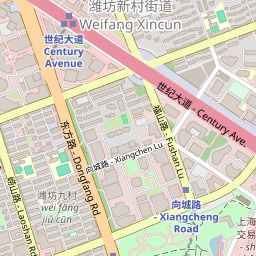 潍坊新村街道
Weifang Xincun
世纪大道
Century
Avenue
世纪大道 - Century Ave.
福山路 - Fushan Lu
东方路 - Dongfang Rd
向城路 - Xiangchen Lu
潍坊九村
wéi fāng
jiǔ cūn
崂山路 - Laoshan Rd
向城路
- Xiangcheng
Road
上海
交易